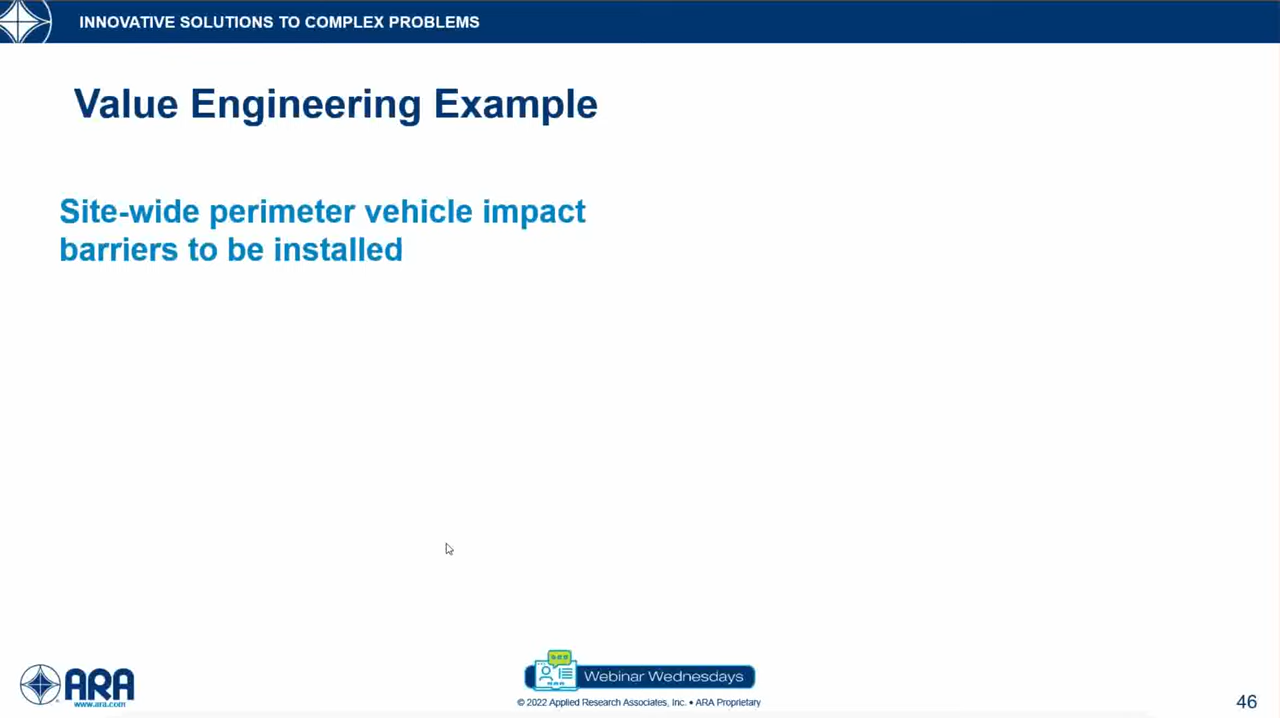 INNOVATIVE SOLUTIONS TO COMPLEX PROBLEMS
Value Engineering Example
Site-wide perimeter vehicle impact
barriers to be installed
ARA
www.ara.com
Webinar Wednesdays
© 2022 Applied Research Associates, Inc. • ARA Proprietary
46